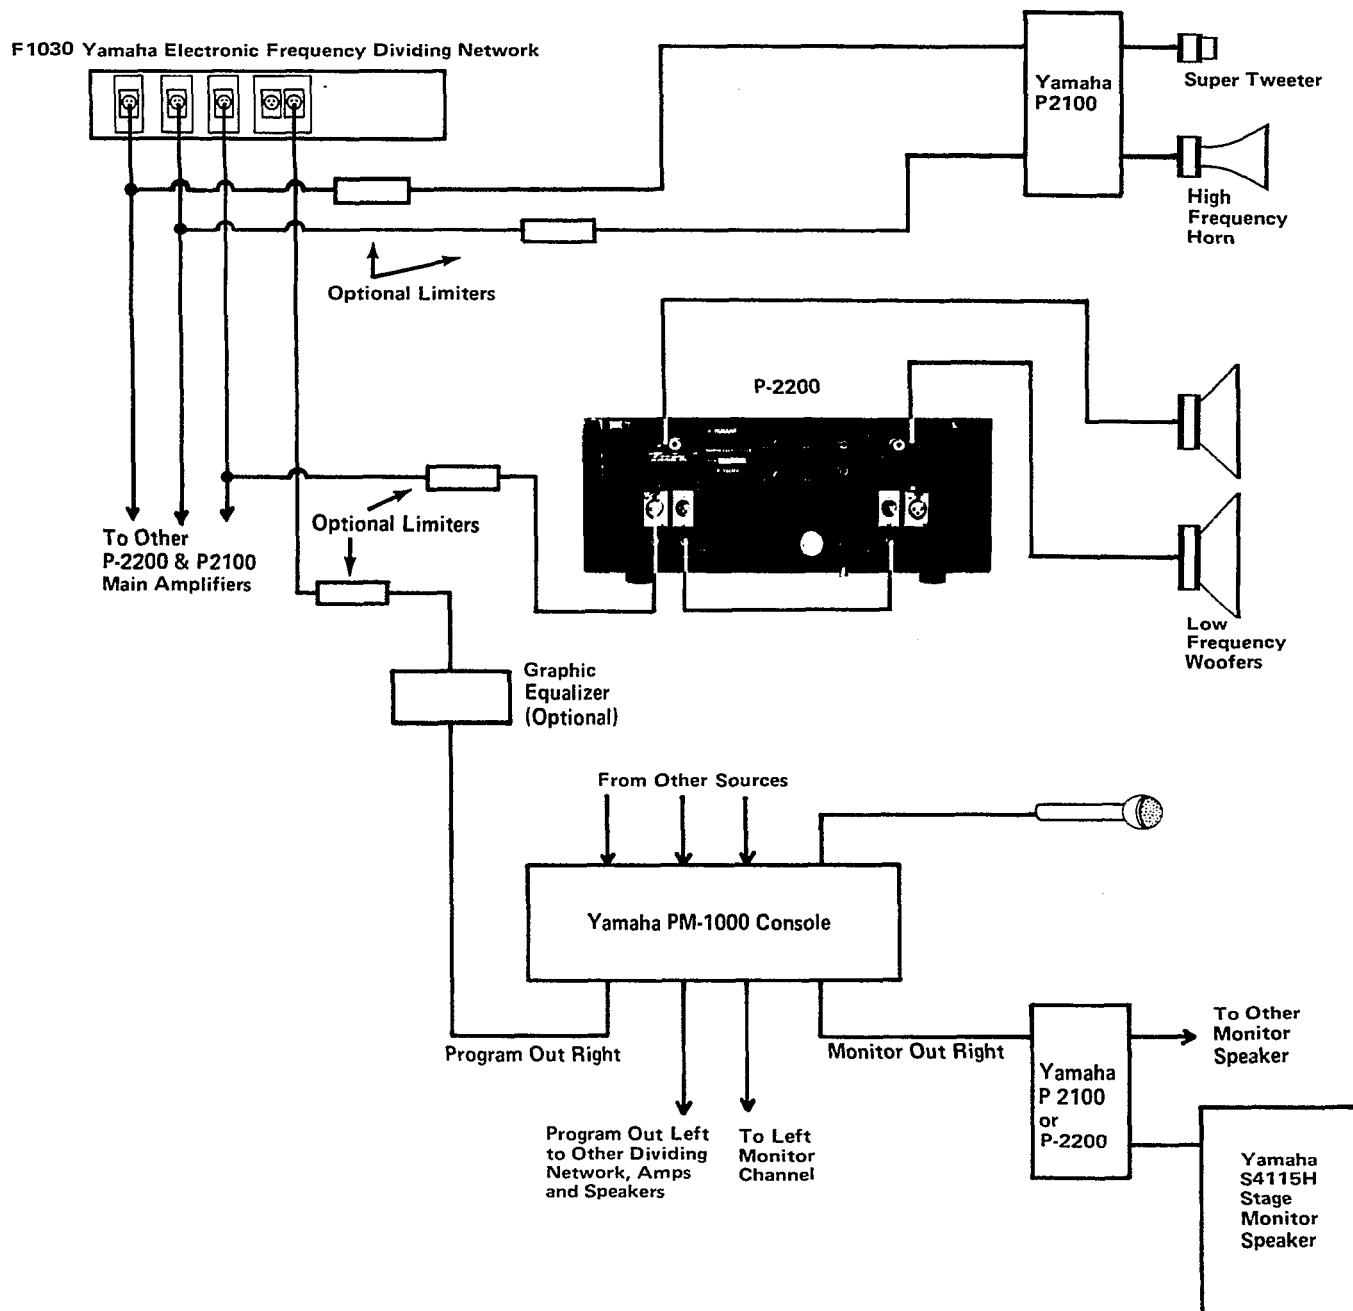 F1030 Yamaha Electronic Frequency Dividing Network
Yamaha
P2100
Super Tweeter
High
Frequency
Horn
Optional Limiters
P-2200
Optional Limiters
To Other
P-2200 & P2100
Main Amplifiers
Low
Frequency
Woofers
Graphic
Equalizer
(Optional)
From Other Sources
Yamaha PM-1000 Console
Program Out Right
Monitor Out Right
To Other
Monitor
Speaker
Yamaha
P 2100
or
P-2200
Program Out Left
to Other Dividing
Network, Amps
and Speakers
To Left
Monitor
Channel
Yamaha
S4115H
Stage
Monitor
Speaker